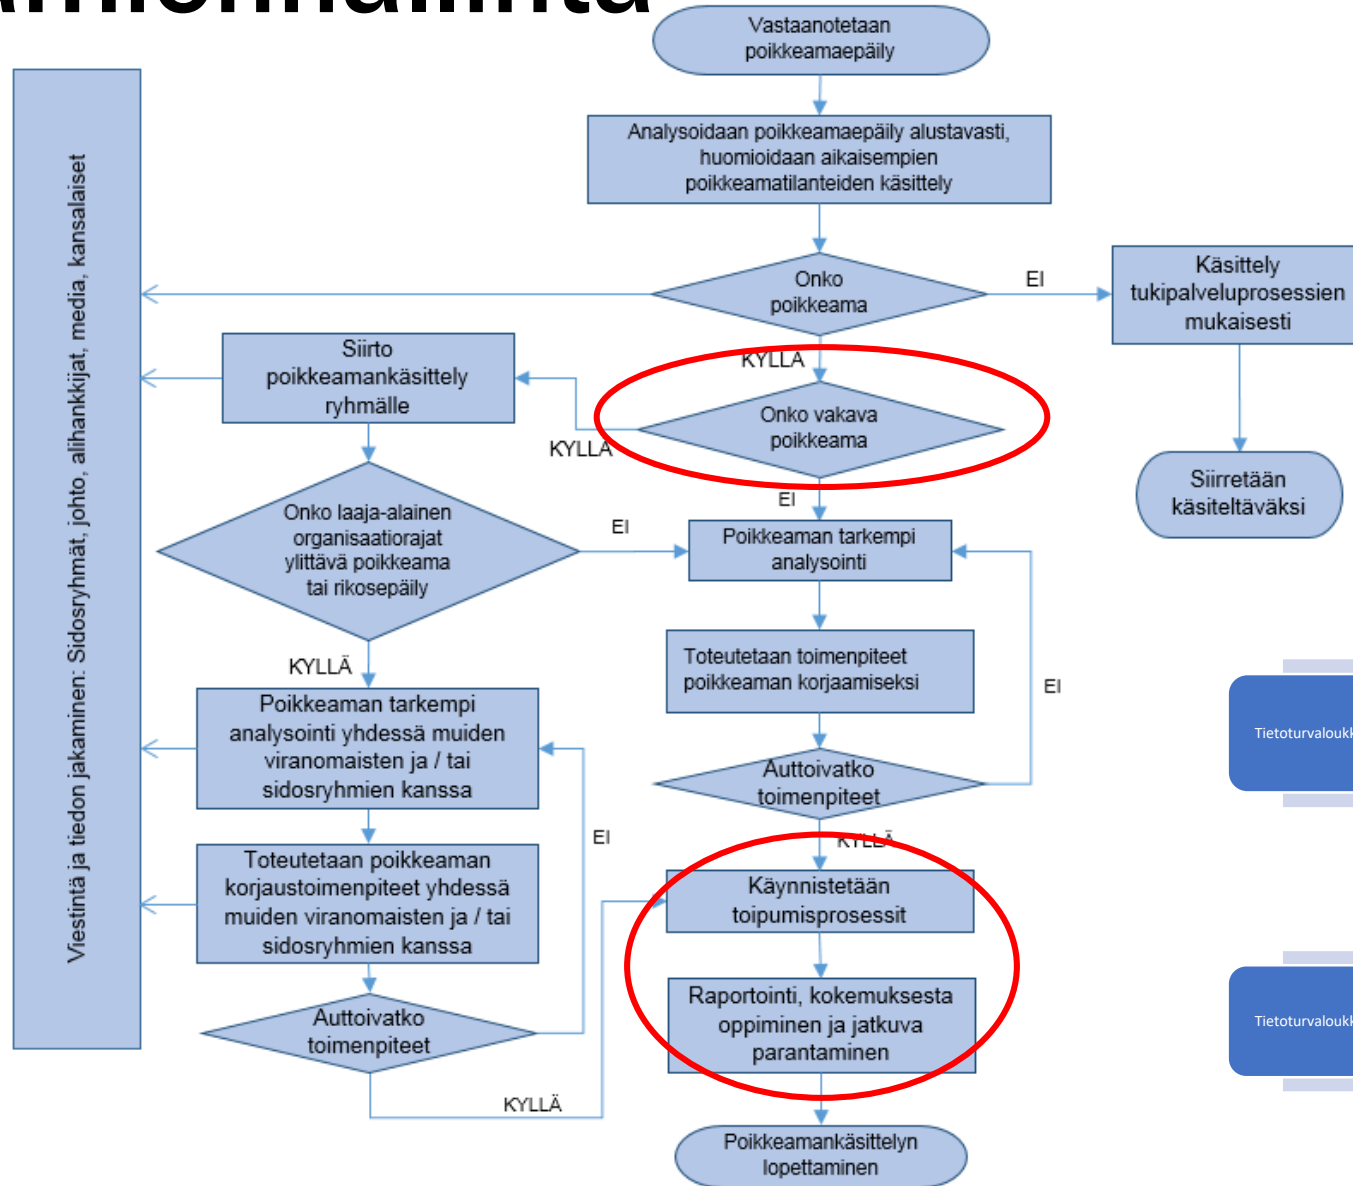 Vastaanotetaan
poikkeamaepäily
Analysoidaan poikkeamaepäily alustavasti,
huomioidaan aikaisempien
poikkeamatilanteiden käsittely
Onko
poikkeama
EI
Käsittely
tukipalveluprosessien
mukaisesti
Siirretään
käsiteltäväksi
KYLLÄ
Onko vakava
poikkeama
KYLLÄ
Siirto
poikkeamankäsittely
ryhmälle
EI
Onko laaja-alainen
organisaatiorajat
ylittävä poikkeama
tai rikosepäily
EI
Poikkeaman tarkempi
analysointi
Toteutetaan toimenpiteet
poikkeaman korjaamiseksi
EI
Auttoivatko
toimenpiteet
KYLLÄ
KYLLÄ
Poikkeaman tarkempi
analysointi yhdessä muiden
viranomaisten ja / tai
sidosryhmien kanssa
Toteutetaan poikkeaman
korjaustoimenpiteet yhdessä
muiden viranomaisten ja / tai
sidosryhmien kanssa
EI
Auttoivatko
toimenpiteet
KYLLÄ
Käynnistetään
toipumisprosessit
Raportointi, kokemuksesta
oppiminen ja jatkuva
parantaminen
Poikkeamankäsittelyn
lopettaminen
Viestintä ja tiedon jakaminen: Sidosryhmät, johto, alihankkijat, media, kansalaiset
Tietoturvaloukk
Tietoturvaloukk